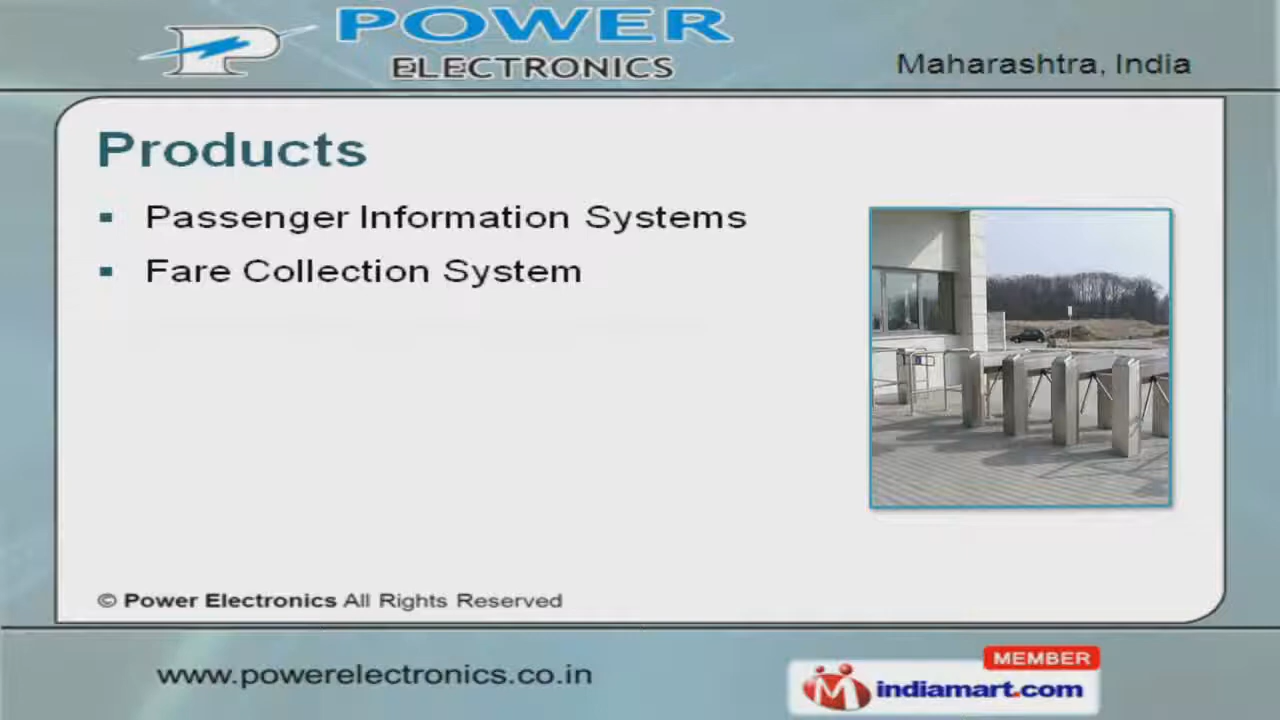 POWER
ELECTRONICS
Maharashtra, India
Products
▪ Passenger Information Systems
▪ Fare Collection System
© Power Electronics All Rights Reserved
www.powerelectronics.co.in
MEMBER
indiamart.com